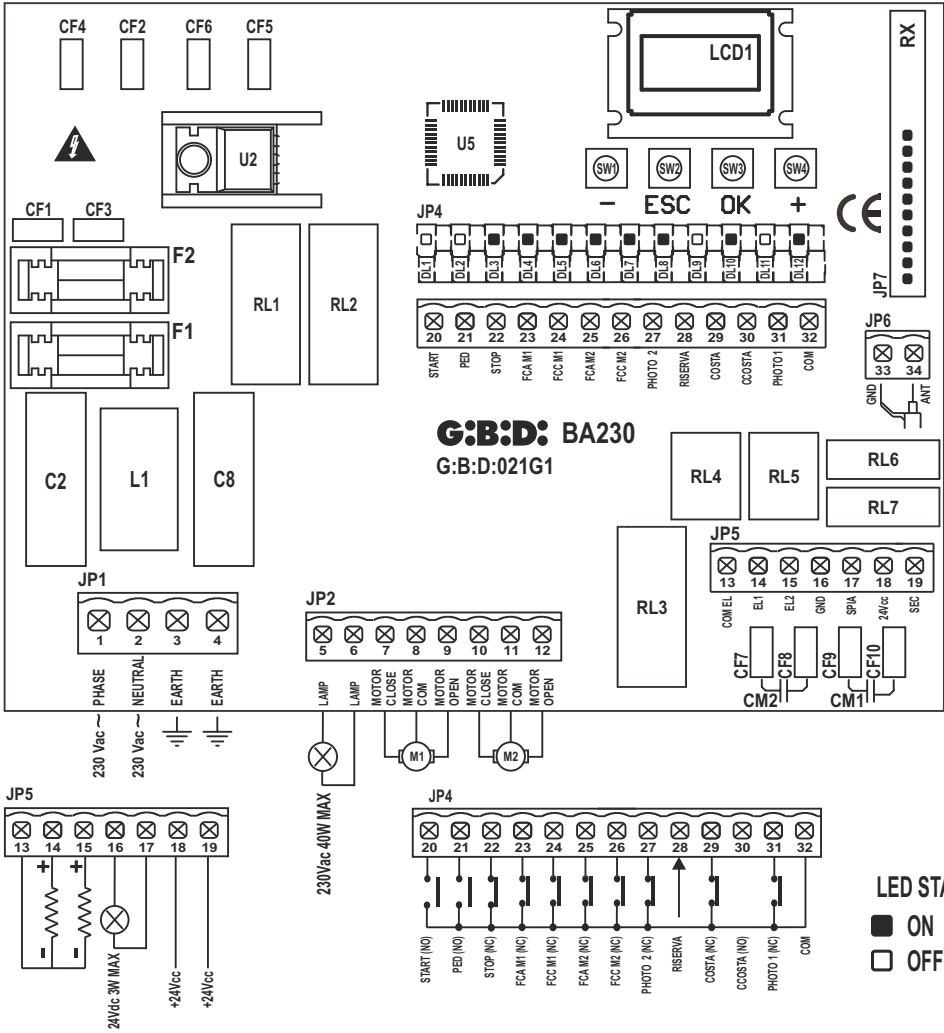 CF4 CF2 CF6 CF5
LCD1
RX
U2
U5
SW1 SW2 SW3 SW4
− ESC OK +
CF1 CF3
JP4
CE
F2
DL1 DL2 DL3 DL4 DL5 DL6 DL7 DL8 DL9 DL10 DL11 DL12
JP7
RL1 RL2
F1
20 21 22 23 24 25 26 27 28 29 30 31 32
START PED STOP FCA M1 FCC M1 FCA M2 FCC M2 PHOTO 2 RISERVA COSTA CCOSTA PHOTO 1 COM
JP6
33 34
GND ANT
G:B:D: BA230
G:B:D:021G1
C2 L1 C8
RL4 RL5 RL6
RL7
JP5
13 14 15 16 17 18 19
COM EL EL1 EL2 GND SPIA 24Vcc SEC
RL3
CF7 CF8 CF9 CF10
CM2 CM1
JP1
1 2 3 4
PHASE NEUTRAL EARTH EARTH
230 Vac ~ 230 Vac ~
JP2
5 6 7 8 9 10 11 12
LAMP LAMP MOTOR CLOSE MOTOR COM MOTOR OPEN MOTOR CLOSE MOTOR COM MOTOR OPEN
M1 M2
230Vac 40W MAX
JP5
13 14 15 16 17 18 19
+ +
- -
24Vdc 3W MAX
+24Vcc
+24Vcc
JP4
20 21 22 23 24 25 26 27 28 29 30 31 32
START (NO) PED (NO) STOP (NC) FCA M1 (NC) FCC M1 (NC) FCA M2 (NC) FCC M2 (NC) PHOTO 2 (NC) RISERVA COSTA (NC) CCOSTA (NO) PHOTO 1 (NC) COM
LED STA
ON
OFF